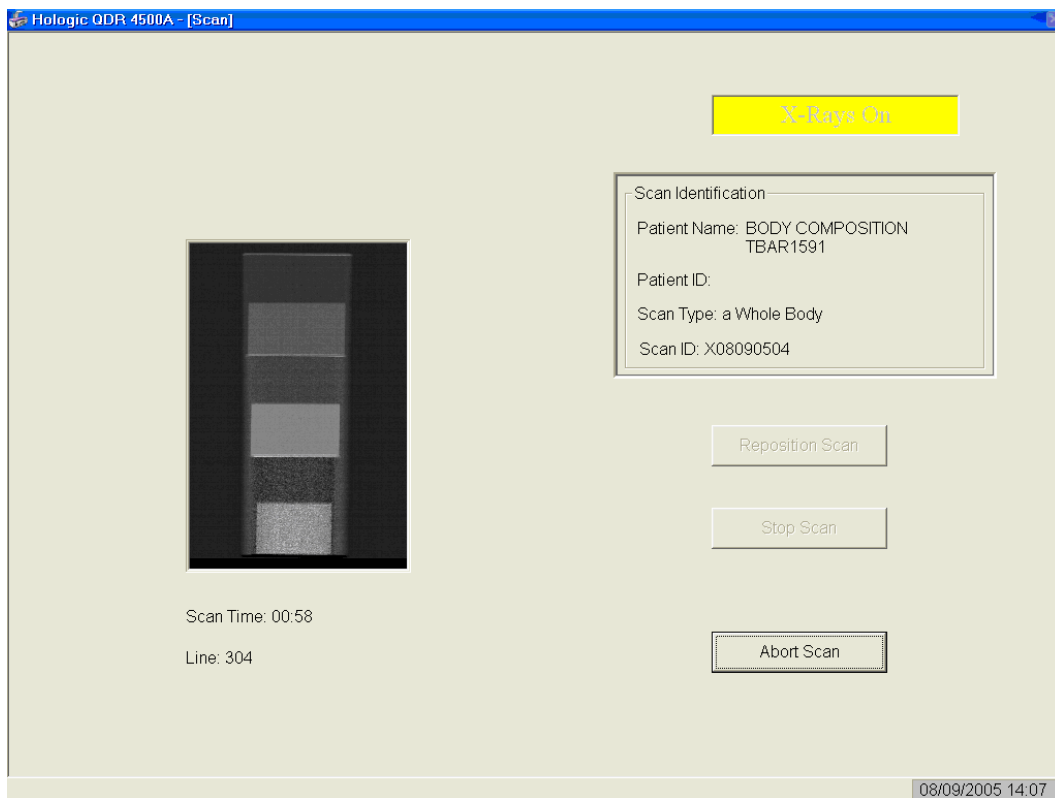 Hologic QDR 4500A - [Scan]
X-Rays On
Scan Identification
Patient Name: BODY COMPOSITION
TBAR1591
Patient ID:
Scan Type: a Whole Body
Scan ID: X08090504
Reposition Scan
Stop Scan
Scan Time: 00:58
Line: 304
Abort Scan
08/09/2005 14:07